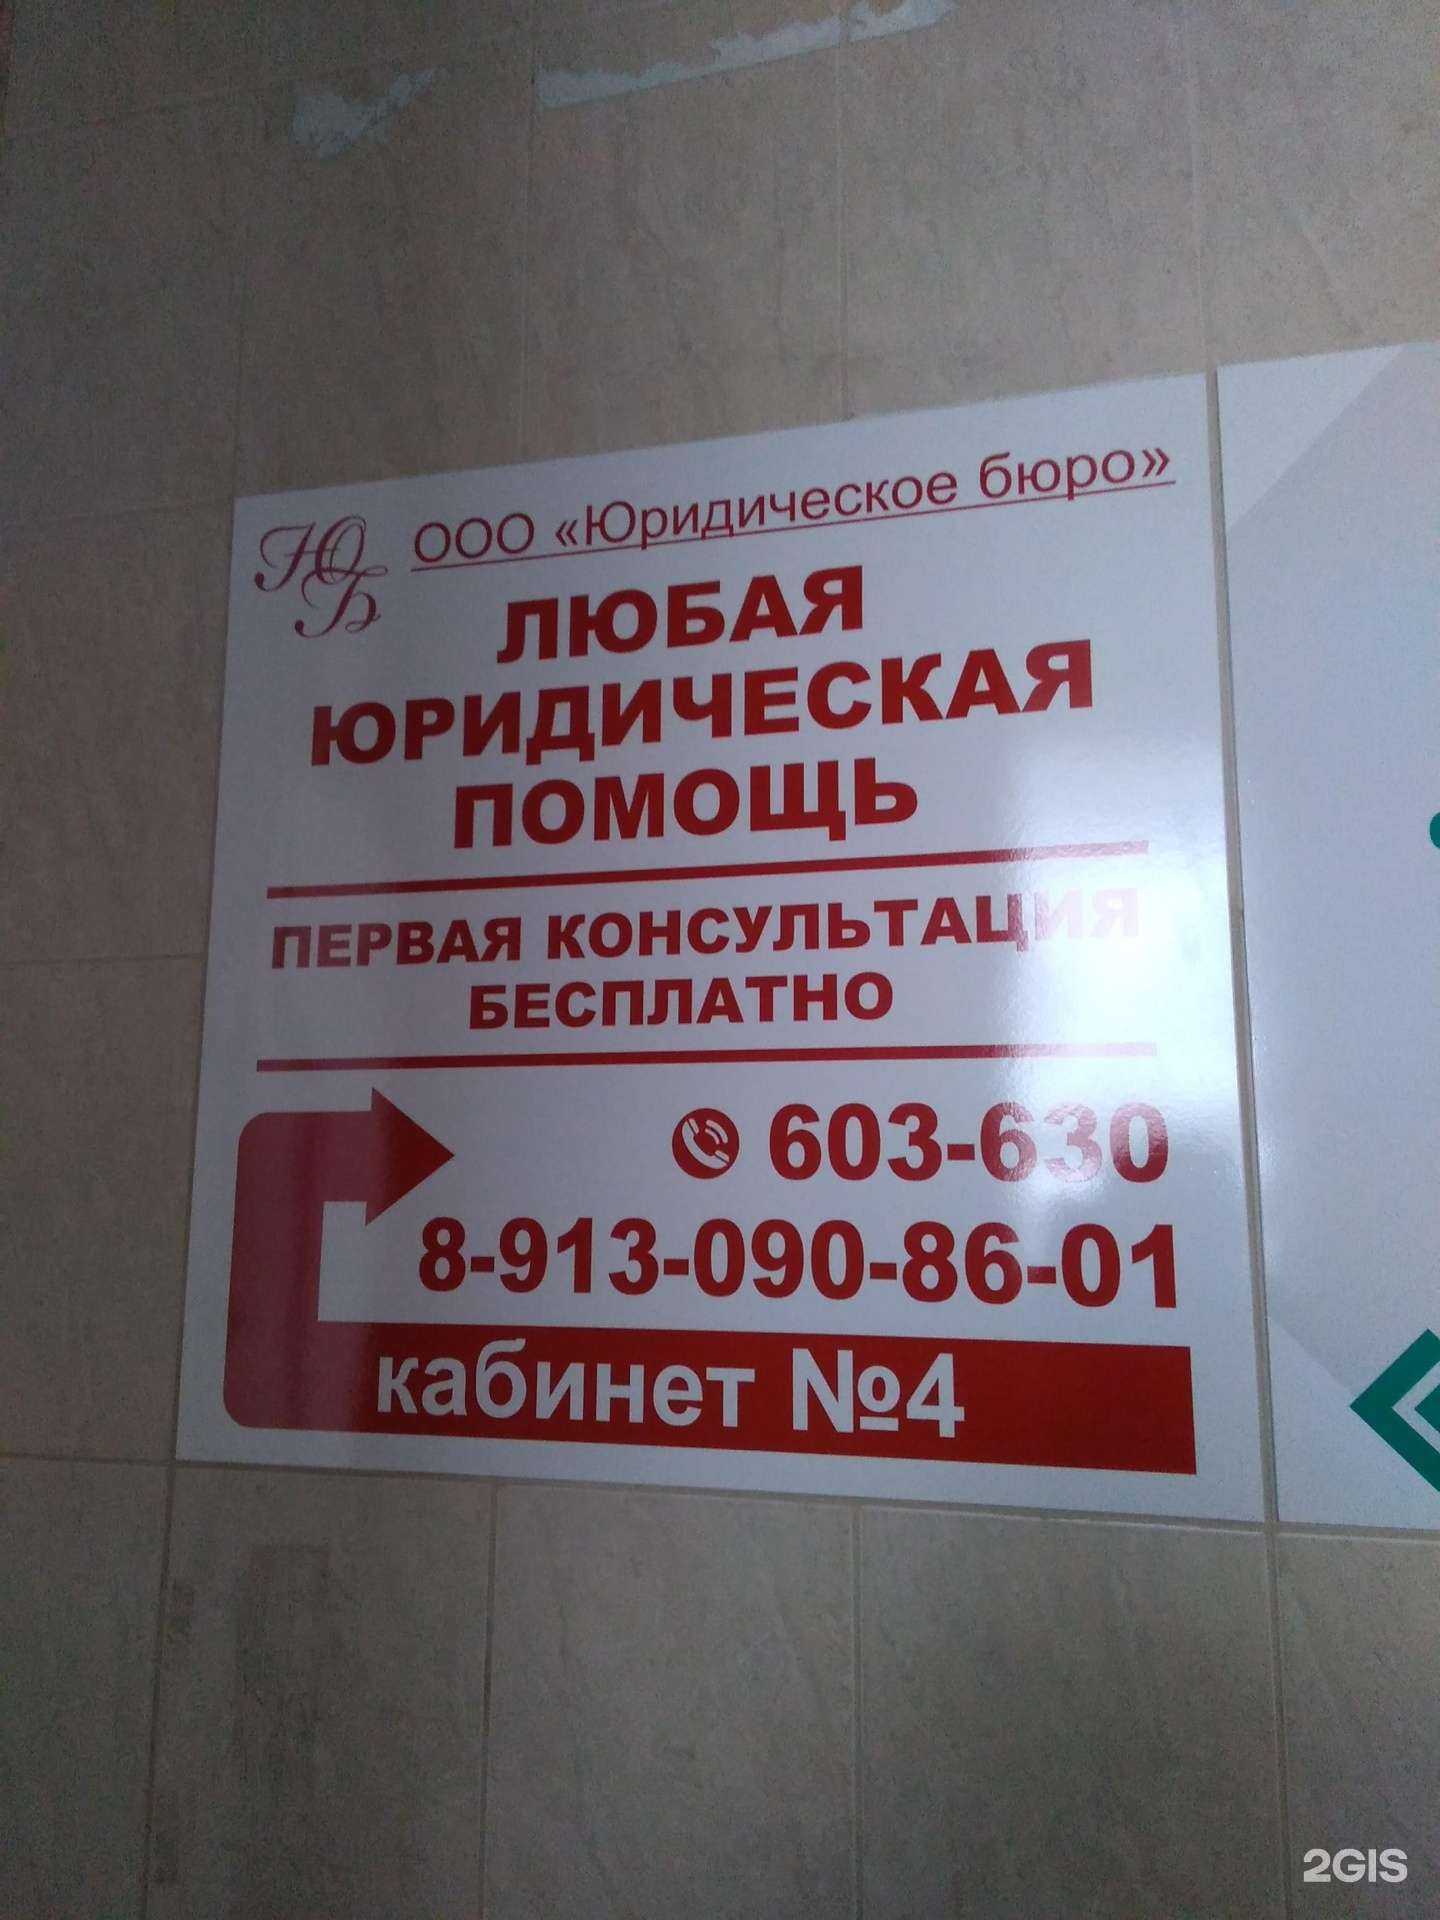 ЮБ
ООО «Юридическое бюро»
ЛЮБАЯ
ЮРИДИЧЕСКАЯ
ПОМОЩЬ
ПЕРВАЯ КОНСУЛЬТАЦИЯ
БЕСПЛАТНО
603-630
8-913-090-86-01
кабинет №4
2GIS